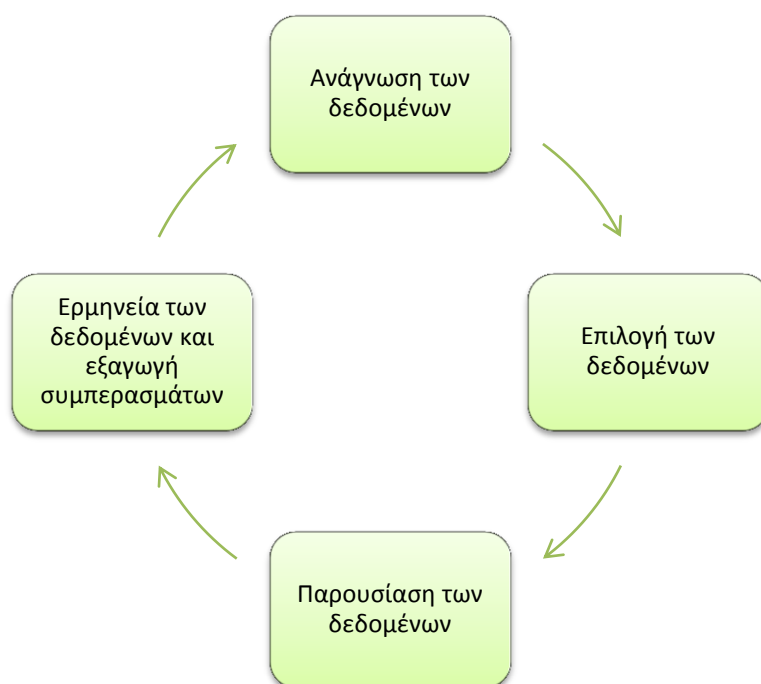 Ανάγνωση των
δεδομένων
Επιλογή των
δεδομένων
Παρουσίαση των
δεδομένων
Ερμηνεία των
δεδομένων και
εξαγωγή
συμπερασμάτων